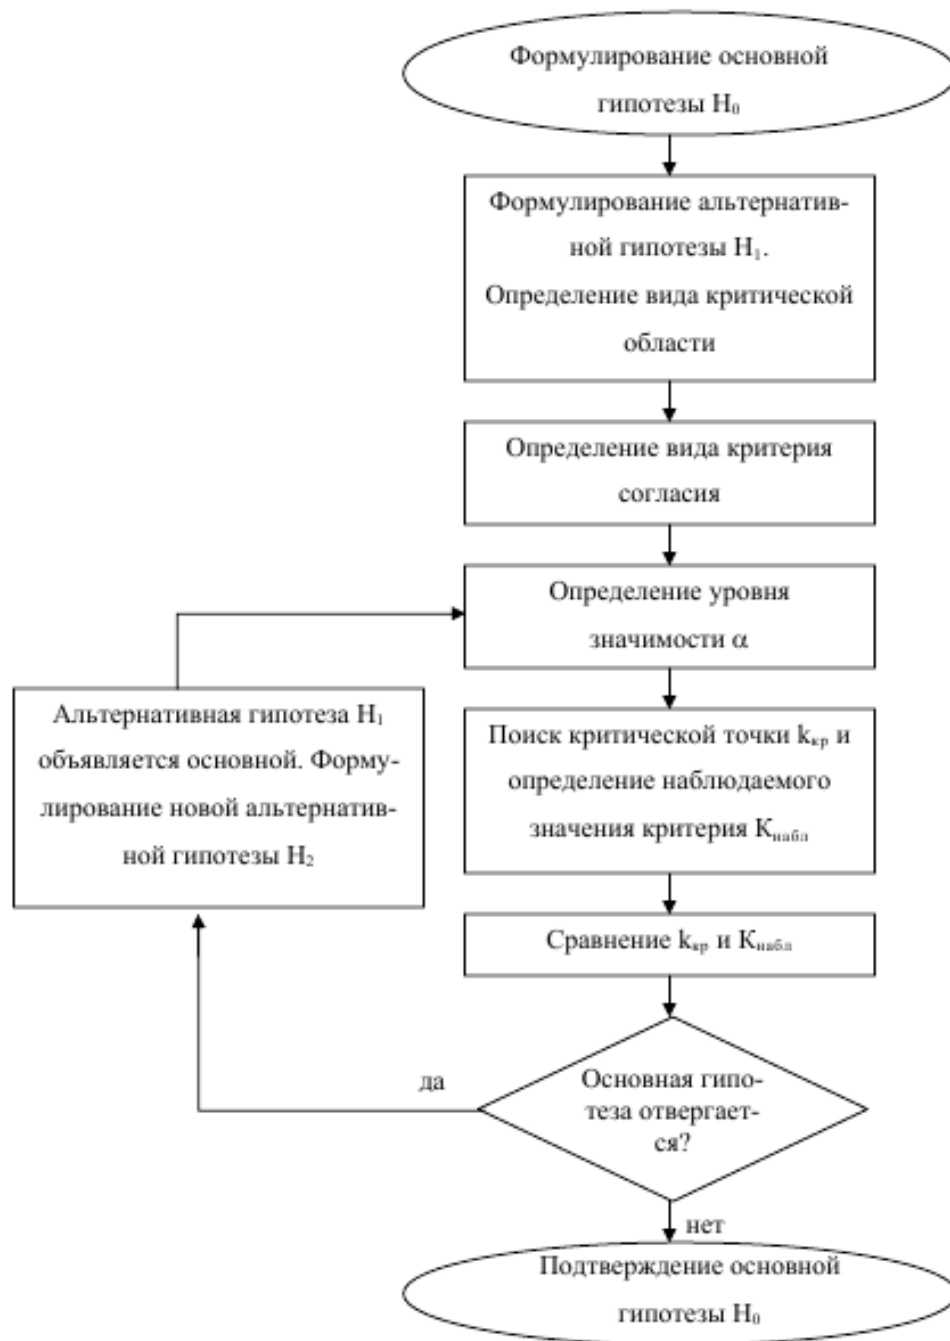 Формулирование основной
гипотезы H₀
Формулирование альтернатив-
ной гипотезы H₁.
Определение вида критической
области
Определение вида критерия
согласия
Определение уровня
значимости α
Альтернативная гипотеза H₁
объявляется основной. Форму-
лирование новой альтернатив-
ной гипотезы H₂
Поиск критической точки kкр и
определение наблюдаемого
значения критерия Kнабл
Сравнение kкр и Kнабл
да
Основная гипо-
теза отвергает-
ся?
нет
Подтверждение основной
гипотезы H₀